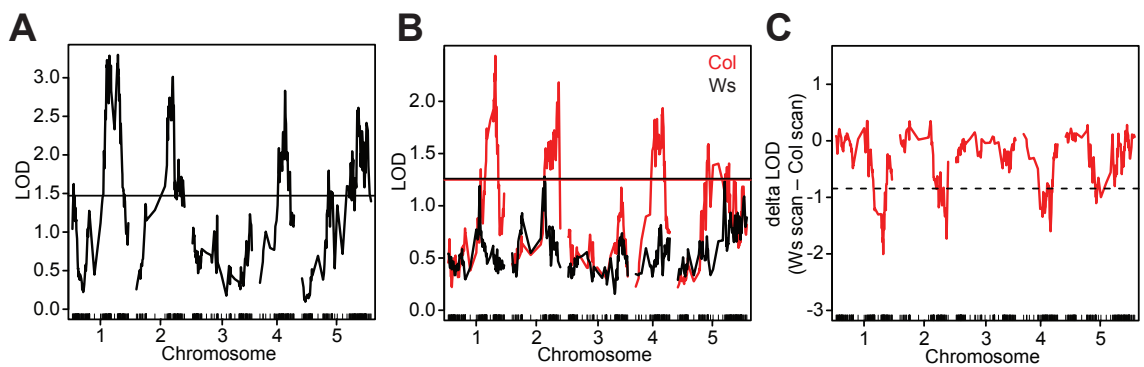 A
LOD
3.0
2.5
2.0
1.5
1.0
0.5
0.0
1 2 3 4 5
Chromosome
B
Col
Ws
LOD
2.0
1.5
1.0
0.5
0.0
1 2 3 4 5
Chromosome
C
delta LOD
(Ws scan – Col scan)
1
0
-1
-2
-3
1 2 3 4 5
Chromosome